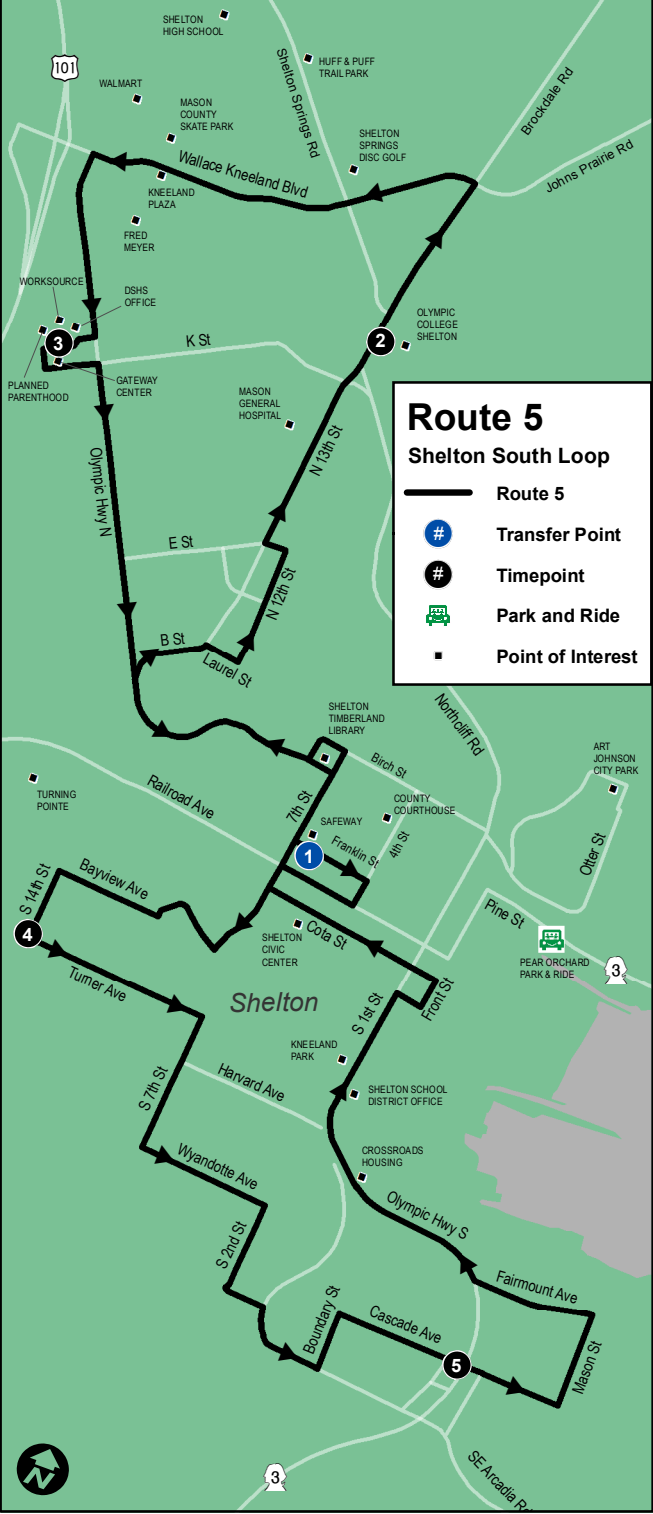 SHELTON
HIGH SCHOOL
101
HUFF & PUFF
TRAIL PARK
Shelton Springs Rd
WALMART
MASON
COUNTY
SKATE PARK
Brockdale Rd
SHELTON
SPRINGS
DISC GOLF
Johns Prairie Rd
Wallace Kneeland Blvd
KNEELAND
PLAZA
FRED
MEYER
WORKSOURCE
DSHS
OFFICE
3
2
OLYMPIC
COLLEGE
SHELTON
K St
PLANNED
PARENTHOOD
GATEWAY
CENTER
MASON
GENERAL
HOSPITAL
N 13th St
Olympic Hwy N
E St
N 12th St
B St
Laurel St
Route 5
Shelton South Loop
Route 5
# Transfer Point
# Timepoint
Park and Ride
Point of Interest
SHELTON
TIMBERLAND
LIBRARY
Northcliff Rd
ART
JOHNSON
CITY PARK
Birch St
TURNING
POINTE
Railroad Ave
7th St
COUNTY
COURTHOUSE
SAFEWAY
Franklin St
4th St
Otter St
1
S 14th St
Bayview Ave
4
Pine St
SHELTON
CIVIC
CENTER
Cota St
PEAR ORCHARD
PARK & RIDE
3
Turner Ave
Shelton
Front St
S 1st St
KNEELAND
PARK
Harvard Ave
SHELTON SCHOOL
DISTRICT OFFICE
S 7th St
CROSSROADS
HOUSING
Wyandotte Ave
Olympic Hwy S
S 2nd St
Fairmount Ave
Boundary St
Cascade Ave
5
Mason St
3
SE Arcadia
N